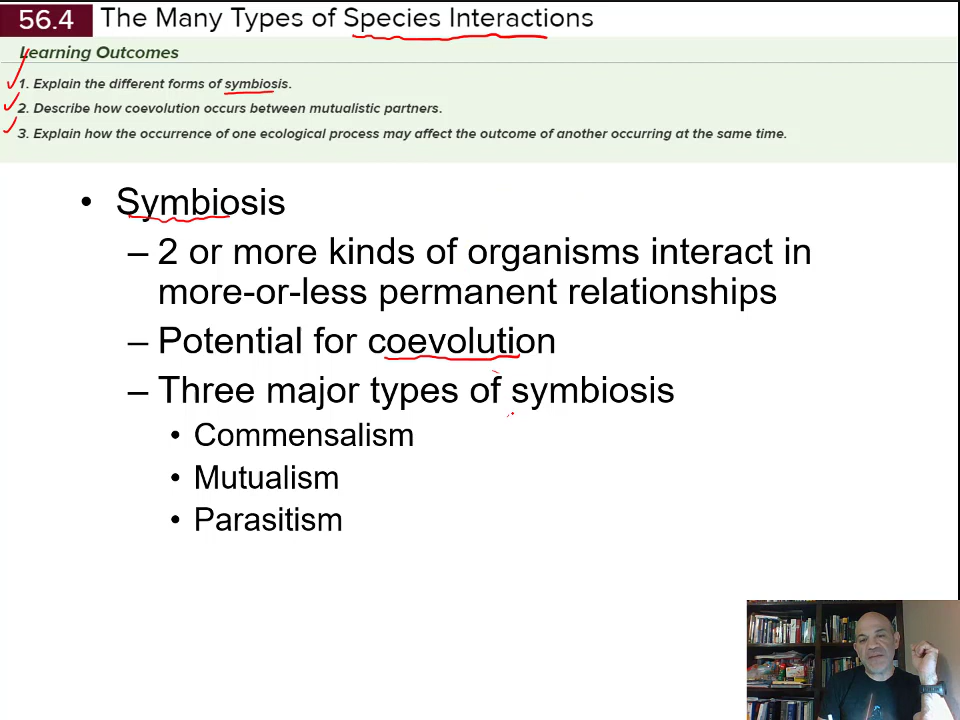 56.4 The Many Types of Species Interactions
Learning Outcomes
1. Explain the different forms of symbiosis.
2. Describe how coevolution occurs between mutualistic partners.
3. Explain how the occurrence of one ecological process may affect the outcome of another occurring at the same time.
• Symbiosis
– 2 or more kinds of organisms interact in
more-or-less permanent relationships
– Potential for coevolution
– Three major types of symbiosis
• Commensalism
• Mutualism
• Parasitism